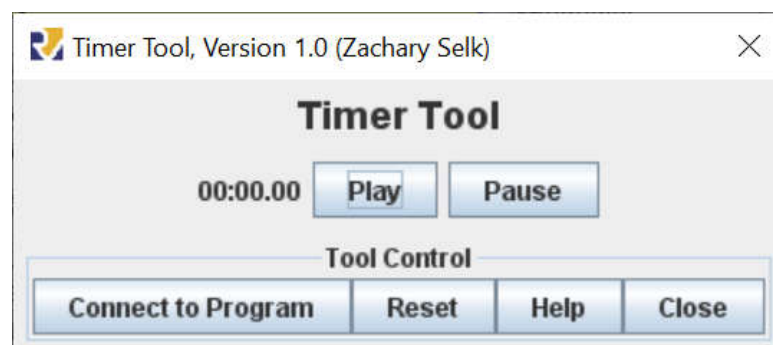 Timer Tool, Version 1.0 (Zachary Selk)
Timer Tool
00:00.00 Play Pause
Tool Control
Connect to Program Reset Help Close